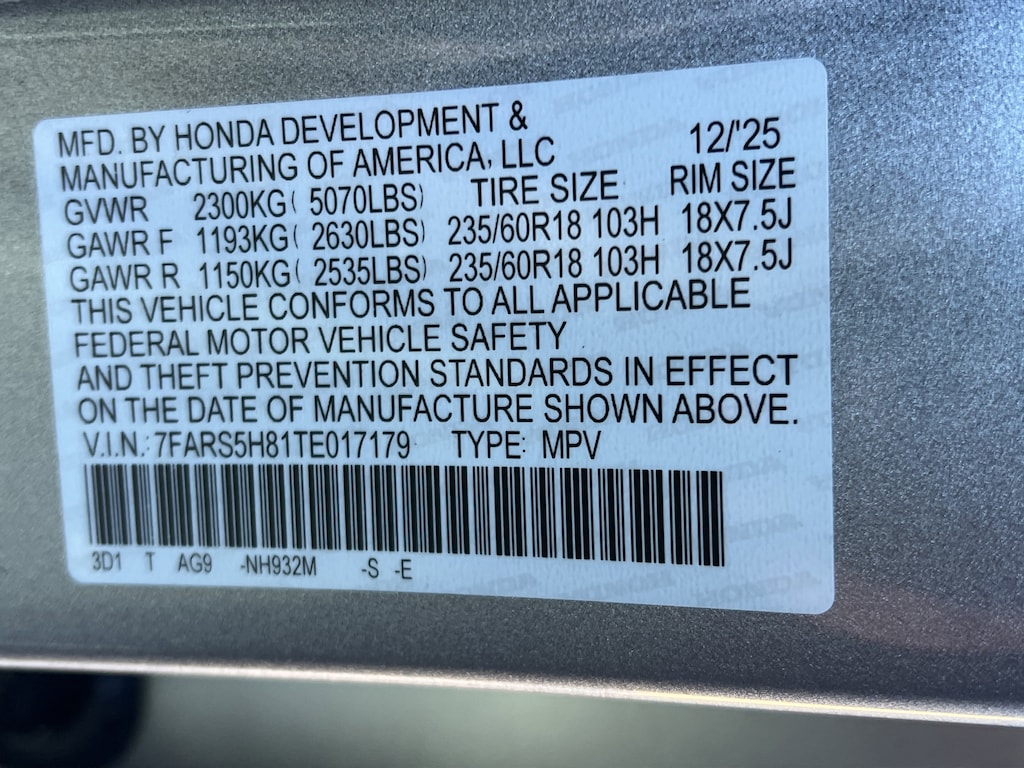 MFD. BY HONDA DEVELOPMENT &
MANUFACTURING OF AMERICA, LLC 12/'25
GVWR 2300KG( 5070LBS) TIRE SIZE RIM SIZE
GAWR F 1193KG( 2630LBS) 235/60R18 103H 18X7.5J
GAWR R 1150KG( 2535LBS) 235/60R18 103H 18X7.5J
THIS VEHICLE CONFORMS TO ALL APPLICABLE
FEDERAL MOTOR VEHICLE SAFETY
AND THEFT PREVENTION STANDARDS IN EFFECT
ON THE DATE OF MANUFACTURE SHOWN ABOVE.
V.I.N.: 7FARS5H81TE017179 TYPE: MPV
3D1 T AG9 -NH932M -S -E